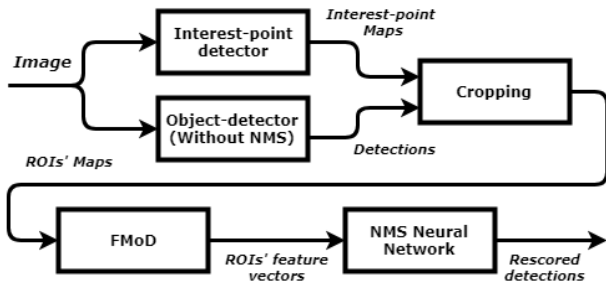 Image
Interest-point
detector
Interest-point
Maps
Object-detector
(Without NMS)
Detections
Cropping
ROIs' Maps
FMoD
ROIs' feature
vectors
NMS Neural
Network
Rescored
detections